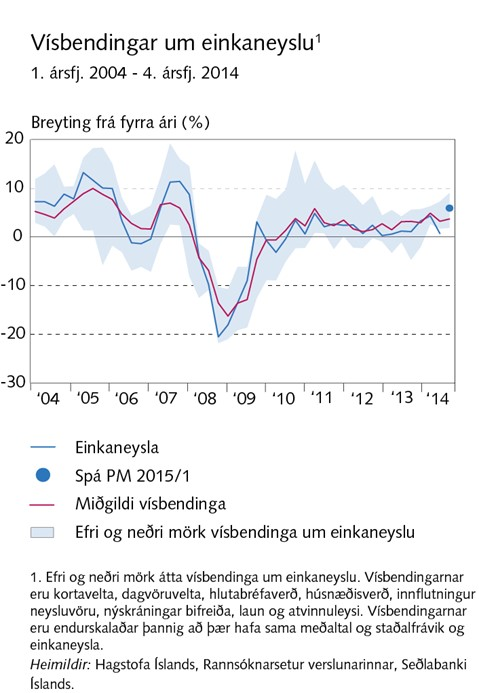 Vísbendingar um einkaneyslu¹
1. ársfj. 2004 - 4. ársfj. 2014
Breyting frá fyrra ári (%)
20
10
0
-10
-20
-30
'04 '05 '06 '07 '08 '09 '10 '11 '12 '13 '14
Einkaneysla
Spá PM 2015/1
Miðgildi vísbendinga
Efri og neðri mörk vísbendinga um einkaneyslu
1. Efri og neðri mörk átta vísbendinga um einkaneyslu. Vísbendingarnar
eru kortavelta, dagvöruvelta, hlutabréfaverð, húsnæðisverð, innflutningur
neysluvöru, nýskráningar bifreiða, laun og atvinnuleysi. Vísbendingarnar
eru endurskalaðar þannig að þær hafa sama meðaltal og staðalfrávik og
einkaneysla.
Heimildir: Hagstofa Íslands, Rannsóknarsetur verslunarinnar, Seðlabanki
Íslands.